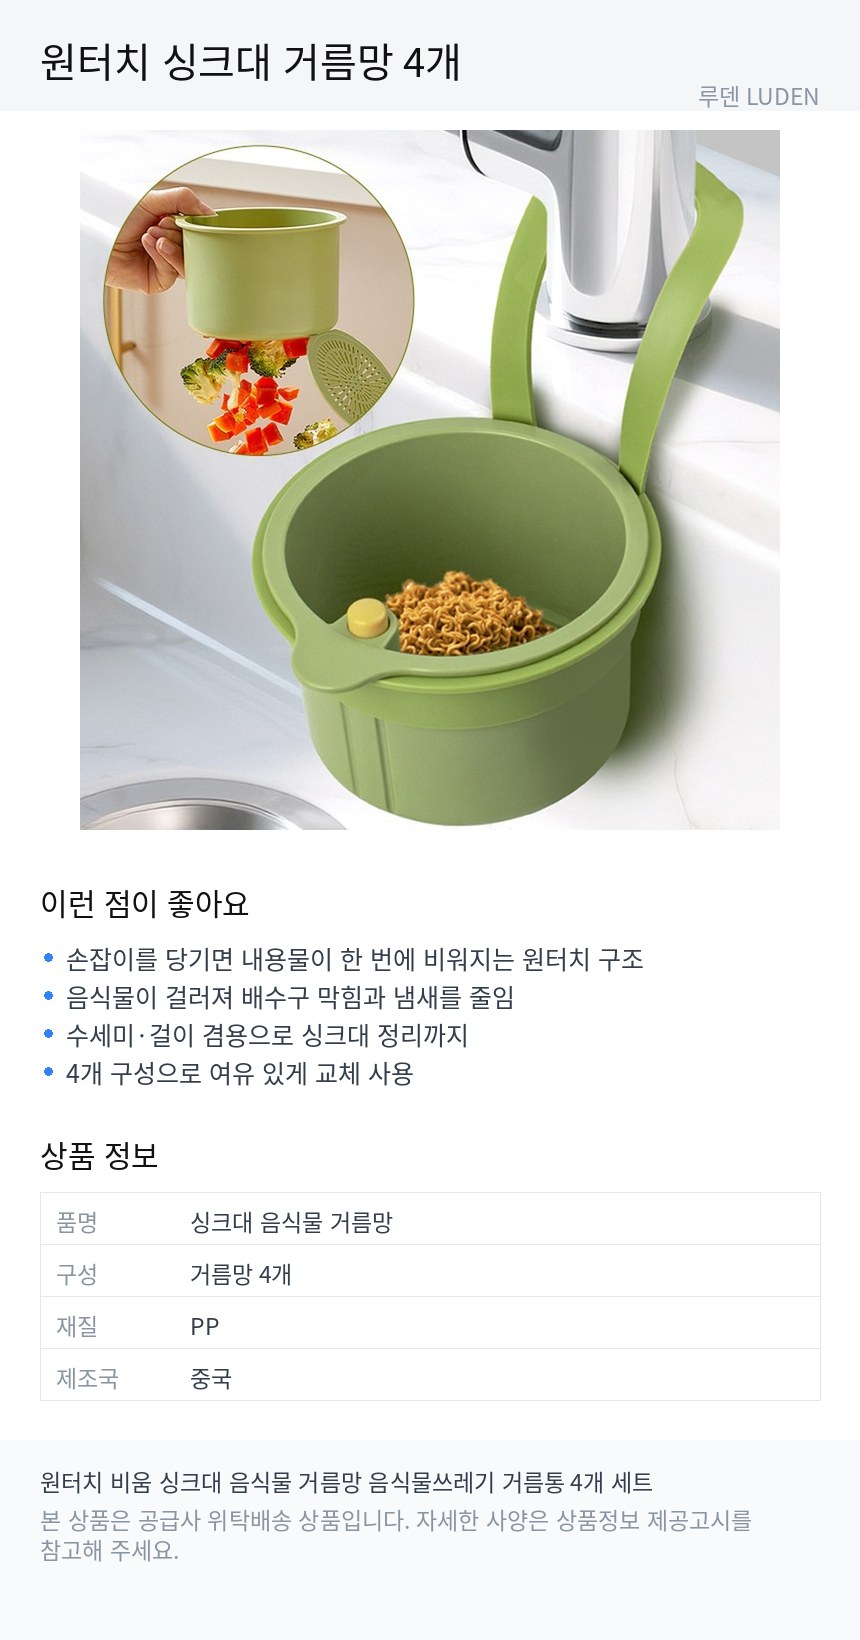 원터치 싱크대 거름망 4개
루덴 LUDEN
이런 점이 좋아요
손잡이를 당기면 내용물이 한 번에 비워지는 원터치 구조
음식물이 걸러져 배수구 막힘과 냄새를 줄임
수세미·걸이 겸용으로 싱크대 정리까지
4개 구성으로 여유 있게 교체 사용
상품 정보
품명 싱크대 음식물 거름망
구성 거름망 4개
재질 PP
제조국 중국
원터치 비움 싱크대 음식물 거름망 음식물쓰레기 거름통 4개 세트
본 상품은 공급사 위탁배송 상품입니다. 자세한 사양은 상품정보 제공고시를
참고해 주세요.